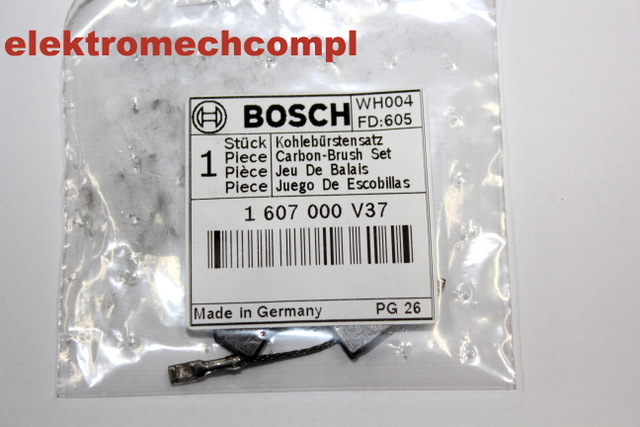 elektromechcompl
BOSCH
WH004
FD:605
1
Stück Kohlebürstensatz
Piece Carbon-Brush Set
Pièce Jeu De Balais
Piece Juego De Escobillas
1 607 000 V37
Made in Germany PG 26